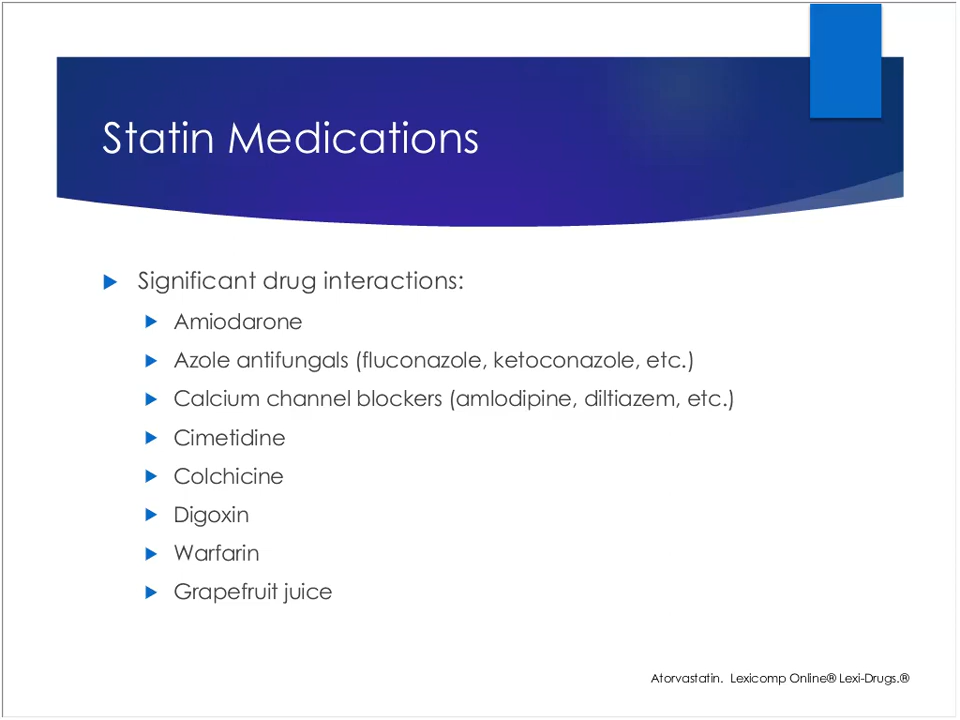 Statin Medications
Significant drug interactions:
Amiodarone
Azole antifungals (fluconazole, ketoconazole, etc.)
Calcium channel blockers (amlodipine, diltiazem, etc.)
Cimetidine
Colchicine
Digoxin
Warfarin
Grapefruit juice
Atorvastatin. Lexicomp Online® Lexi-Drugs.®